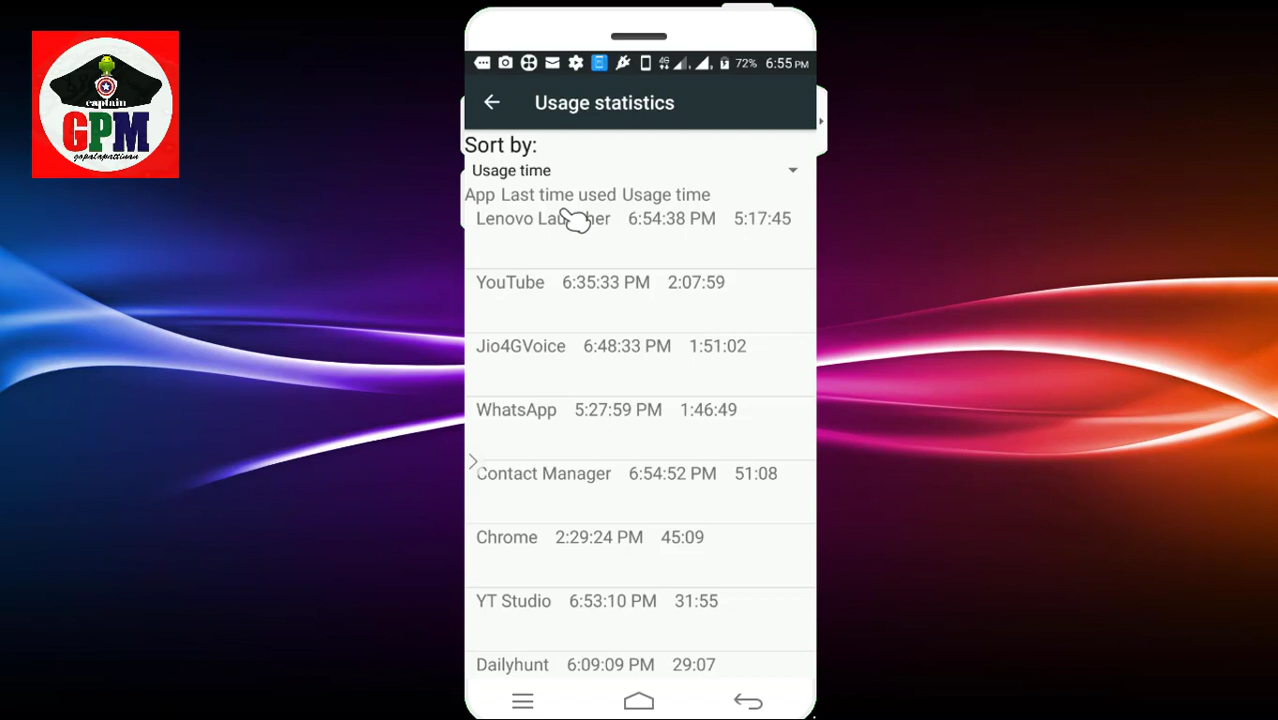 captain
GPM
gopalapattinam
72% 6:55 PM
Usage statistics
Sort by:
Usage time
App Last time used Usage time
Lenovo Launcher 6:54:38 PM 5:17:45
YouTube 6:35:33 PM 2:07:59
Jio4GVoice 6:48:33 PM 1:51:02
WhatsApp 5:27:59 PM 1:46:49
Contact Manager 6:54:52 PM 51:08
Chrome 2:29:24 PM 45:09
YT Studio 6:53:10 PM 31:55
Dailyhunt 6:09:09 PM 29:07